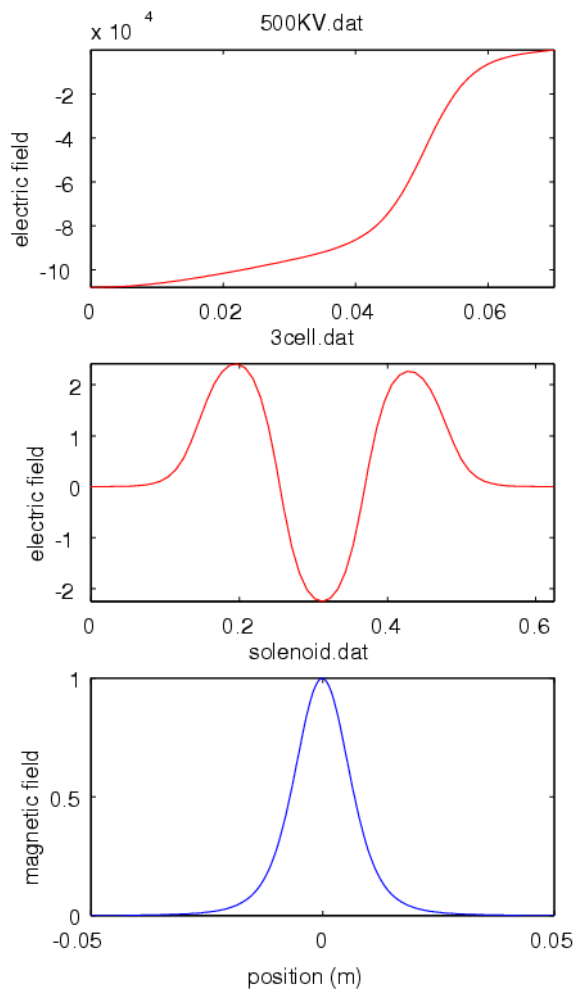 x 10 4
500KV.dat
-2
-4
-6
-8
-10
electric field
0 0.02 0.04 0.06
3cell.dat
2
1
0
-1
-2
electric field
0 0.2 0.4 0.6
solenoid.dat
1
0.5
0
magnetic field
-0.05 0 0.05
position (m)